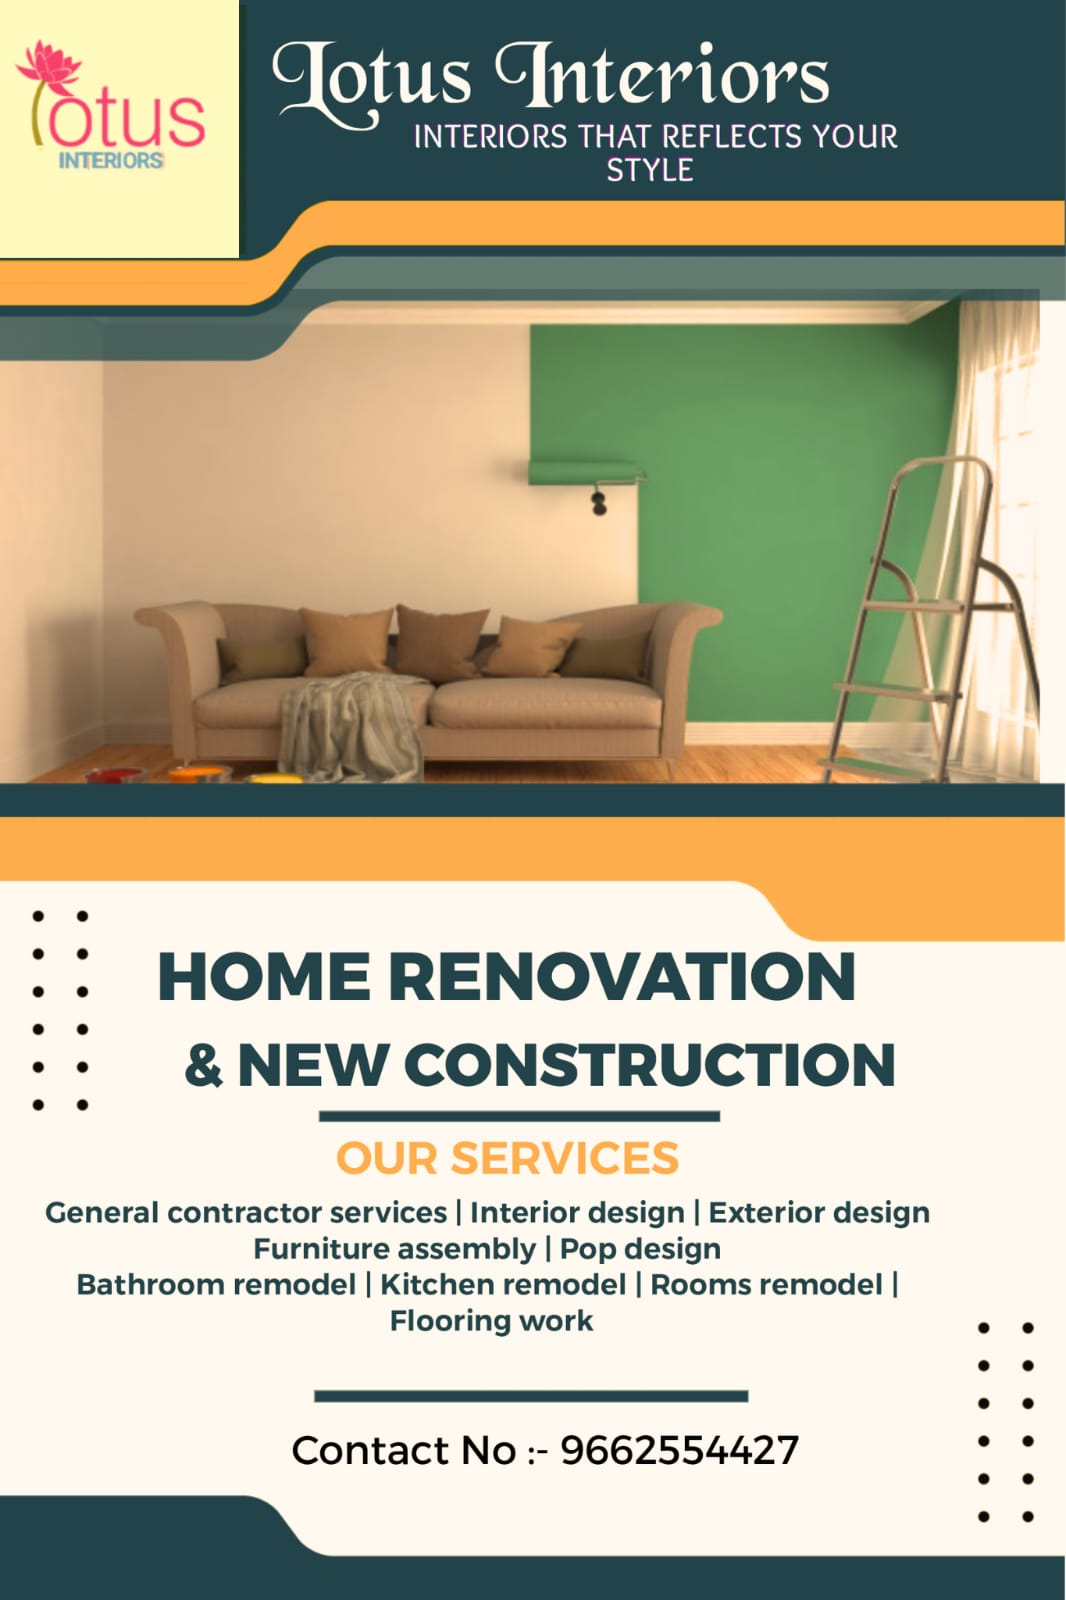 lotus
INTERIORS
Lotus Interiors
INTERIORS THAT REFLECTS YOUR
STYLE
HOME RENOVATION
& NEW CONSTRUCTION
OUR SERVICES
General contractor services | Interior design | Exterior design
Furniture assembly | Pop design
Bathroom remodel | Kitchen remodel | Rooms remodel |
Flooring work
Contact No :- 9662554427